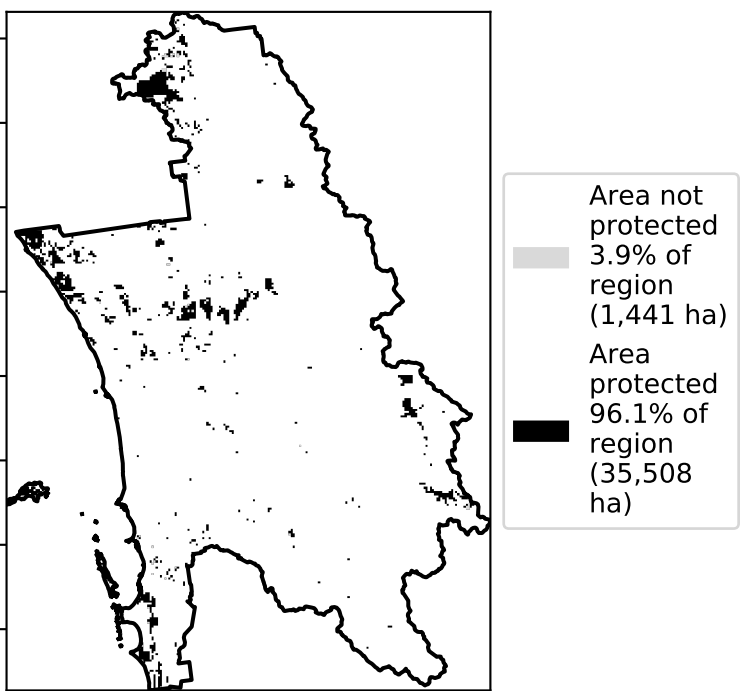 Area not
protected
3.9% of
region
(1,441 ha)
Area
protected
96.1% of
region
(35,508
ha)